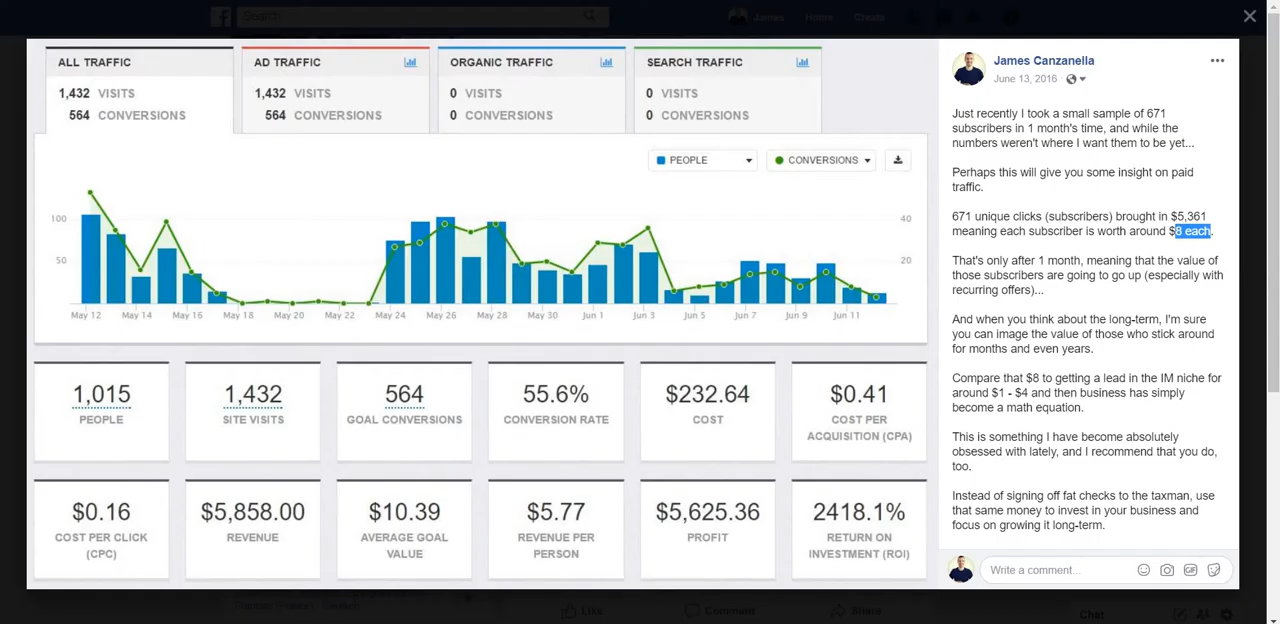 Search
James
Home
Create
ALL TRAFFIC
1,432 VISITS
564 CONVERSIONS
AD TRAFFIC
1,432 VISITS
564 CONVERSIONS
ORGANIC TRAFFIC
0 VISITS
0 CONVERSIONS
SEARCH TRAFFIC
0 VISITS
0 CONVERSIONS
PEOPLE
CONVERSIONS
100
50
40
20
May 12 May 14 May 16 May 18 May 20 May 22 May 24 May 26 May 28 May 30 Jun 1 Jun 3 Jun 5 Jun 7 Jun 9 Jun 11
1,015
PEOPLE
1,432
SITE VISITS
564
GOAL CONVERSIONS
55.6%
CONVERSION RATE
$232.64
COST
$0.41
COST PER
ACQUISITION (CPA)
$0.16
COST PER CLICK
(CPC)
$5,858.00
REVENUE
$10.39
AVERAGE GOAL
VALUE
$5.77
REVENUE PER
PERSON
$5,625.36
PROFIT
2418.1%
RETURN ON
INVESTMENT (ROI)
James Canzanella
June 13, 2016
Just recently I took a small sample of 671
subscribers in 1 month's time, and while the
numbers weren't where I want them to be yet...
Perhaps this will give you some insight on paid
traffic.
671 unique clicks (subscribers) brought in $5,361
meaning each subscriber is worth around $8 each.
That's only after 1 month, meaning that the value of
those subscribers are going to go up (especially with
recurring offers)...
And when you think about the long-term, I'm sure
you can image the value of those who stick around
for months and even years.
Compare that $8 to getting a lead in the IM niche for
around $1 - $4 and then business has simply
become a math equation.
This is something I have become absolutely
obsessed with lately, and I recommend that you do,
too.
Instead of signing off fat checks to the taxman, use
that same money to invest in your business and
focus on growing it long-term.
Write a comment...
GIF
Like
Comment
Share
Chat